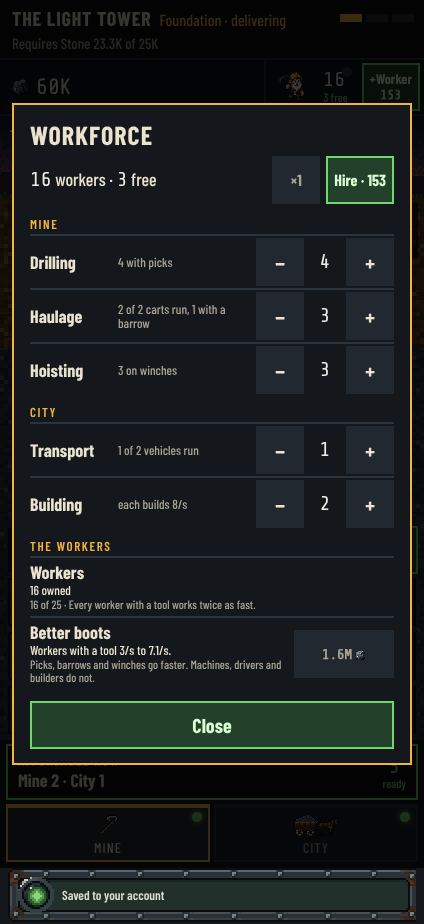 THE LIGHT TOWER Foundation · delivering
Requires Stone 23.3K of 25K
60K
16
3 free
+Worker
153
WORKFORCE
16 workers · 3 free
×1
Hire · 153
MINE
Drilling
4 with picks
− 4 +
Haulage
2 of 2 carts run, 1 with a
barrow
− 3 +
Hoisting
3 on winches
− 3 +
CITY
Transport
1 of 2 vehicles run
− 1 +
Building
each builds 8/s
− 2 +
THE WORKERS
Workers
16 owned
16 of 25 · Every worker with a tool works twice as fast.
Better boots
Workers with a tool 3/s to 7.1/s.
Picks, barrows and winches go faster. Machines, drivers and
builders do not.
1.6M
Close
Mine 2 · City 1
ready
MINE
CITY
Saved to your account